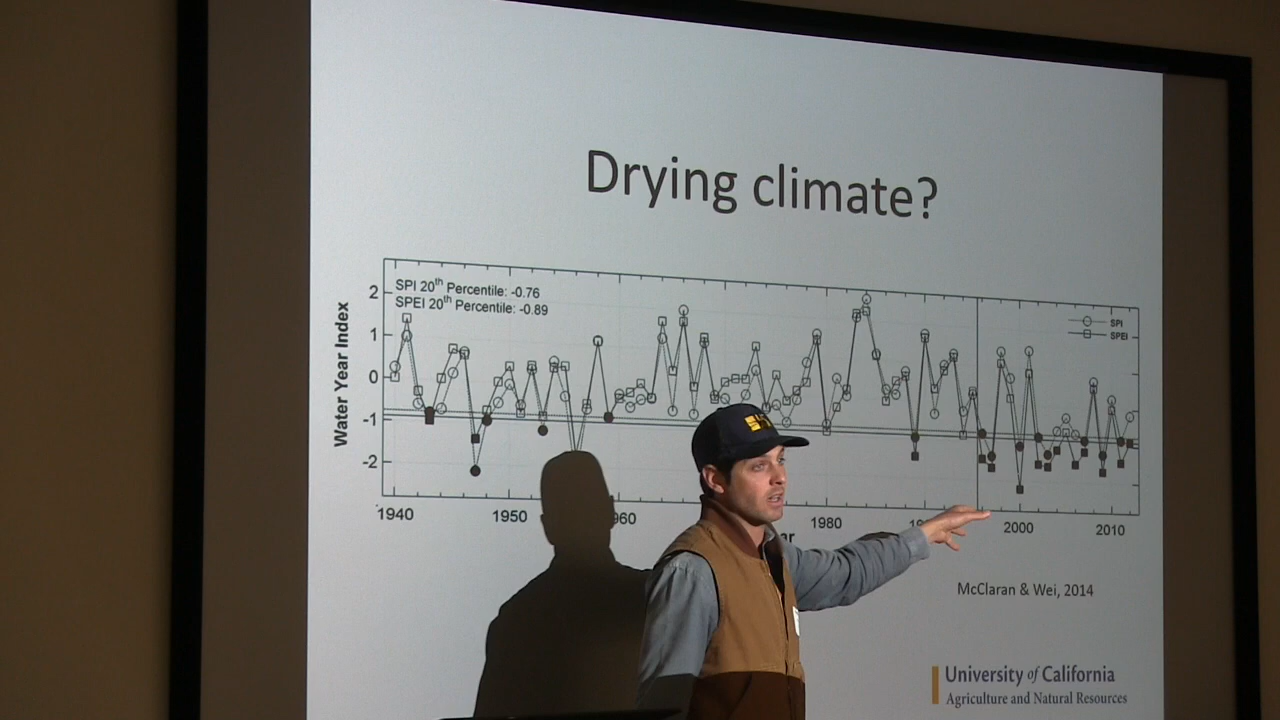 Drying climate?
SPI 20th Percentile: -0.76
SPEI 20th Percentile: -0.89
SPI
SPEI
Water Year Index
2
1
0
-1
-2
1940
1950
960
1980
2000
2010
McClaran & Wei, 2014
University of California
Agriculture and Natural Resources